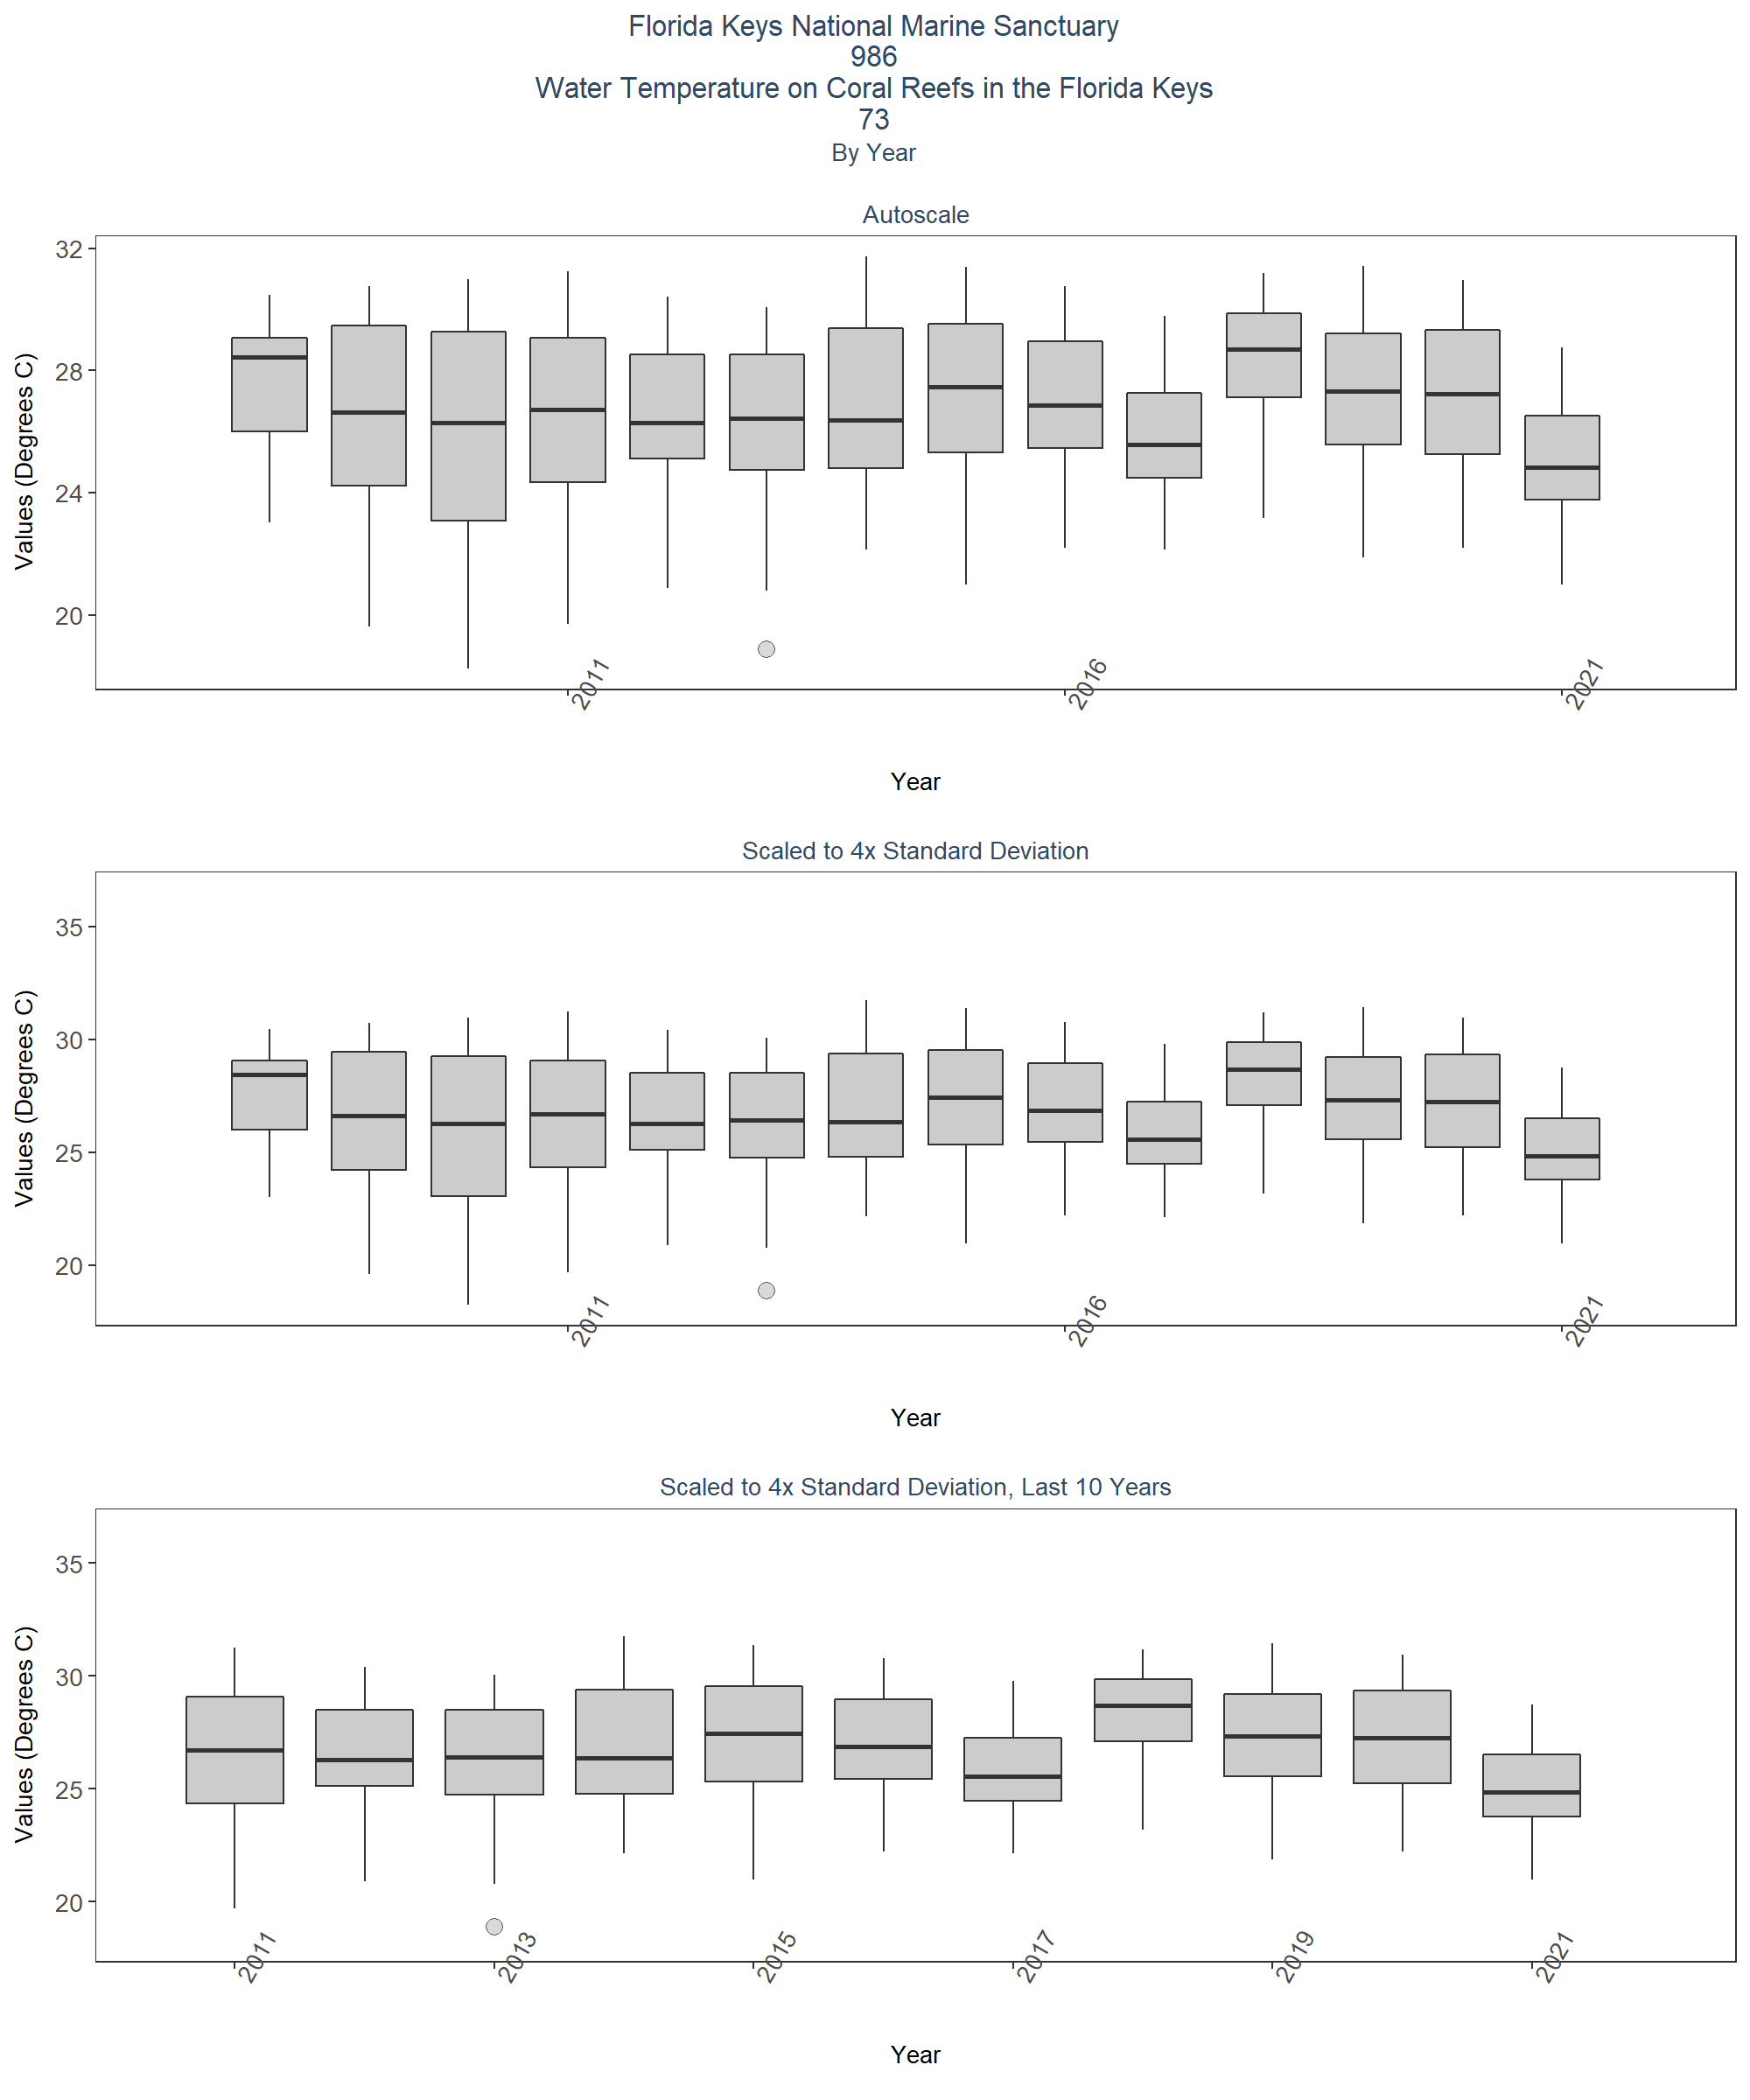 Florida Keys National Marine Sanctuary
986
Water Temperature on Coral Reefs in the Florida Keys
73
By Year
Autoscale
Values (Degrees C)
32
28
24
20
2011
2016
2021
Year
Scaled to 4x Standard Deviation
Values (Degrees C)
35
30
25
20
2011
2016
2021
Year
Scaled to 4x Standard Deviation, Last 10 Years
Values (Degrees C)
35
30
25
20
2011
2013
2015
2017
2019
2021
Year